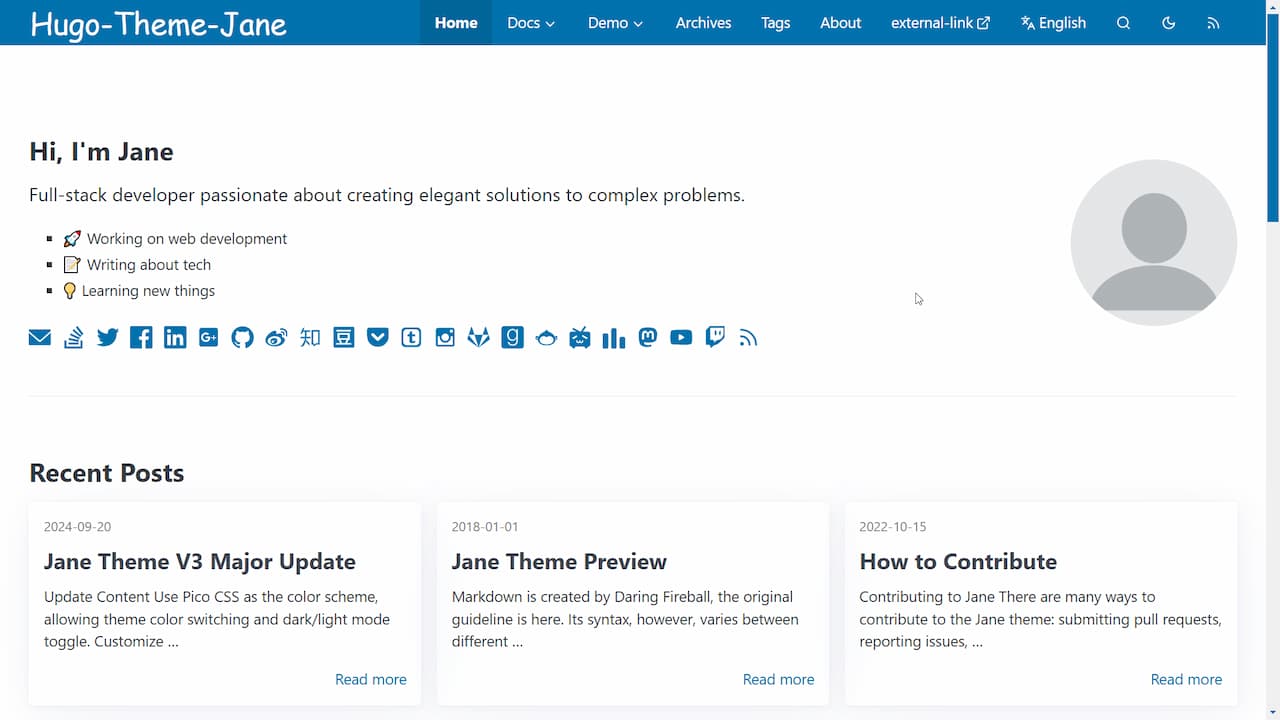 Hugo-Theme-Jane
Home Docs Demo Archives Tags About external-link English
Hi, I'm Jane
Full-stack developer passionate about creating elegant solutions to complex problems.
Working on web development
Writing about tech
Learning new things
Recent Posts
2024-09-20
Jane Theme V3 Major Update
Update Content Use Pico CSS as the color scheme,
allowing theme color switching and dark/light mode
toggle. Customize ...
Read more
2018-01-01
Jane Theme Preview
Markdown is created by Daring Fireball, the original
guideline is here. Its syntax, however, varies between
different ...
Read more
2022-10-15
How to Contribute
Contributing to Jane There are many ways to
contribute to the Jane theme: submitting pull requests,
reporting issues, ...
Read more